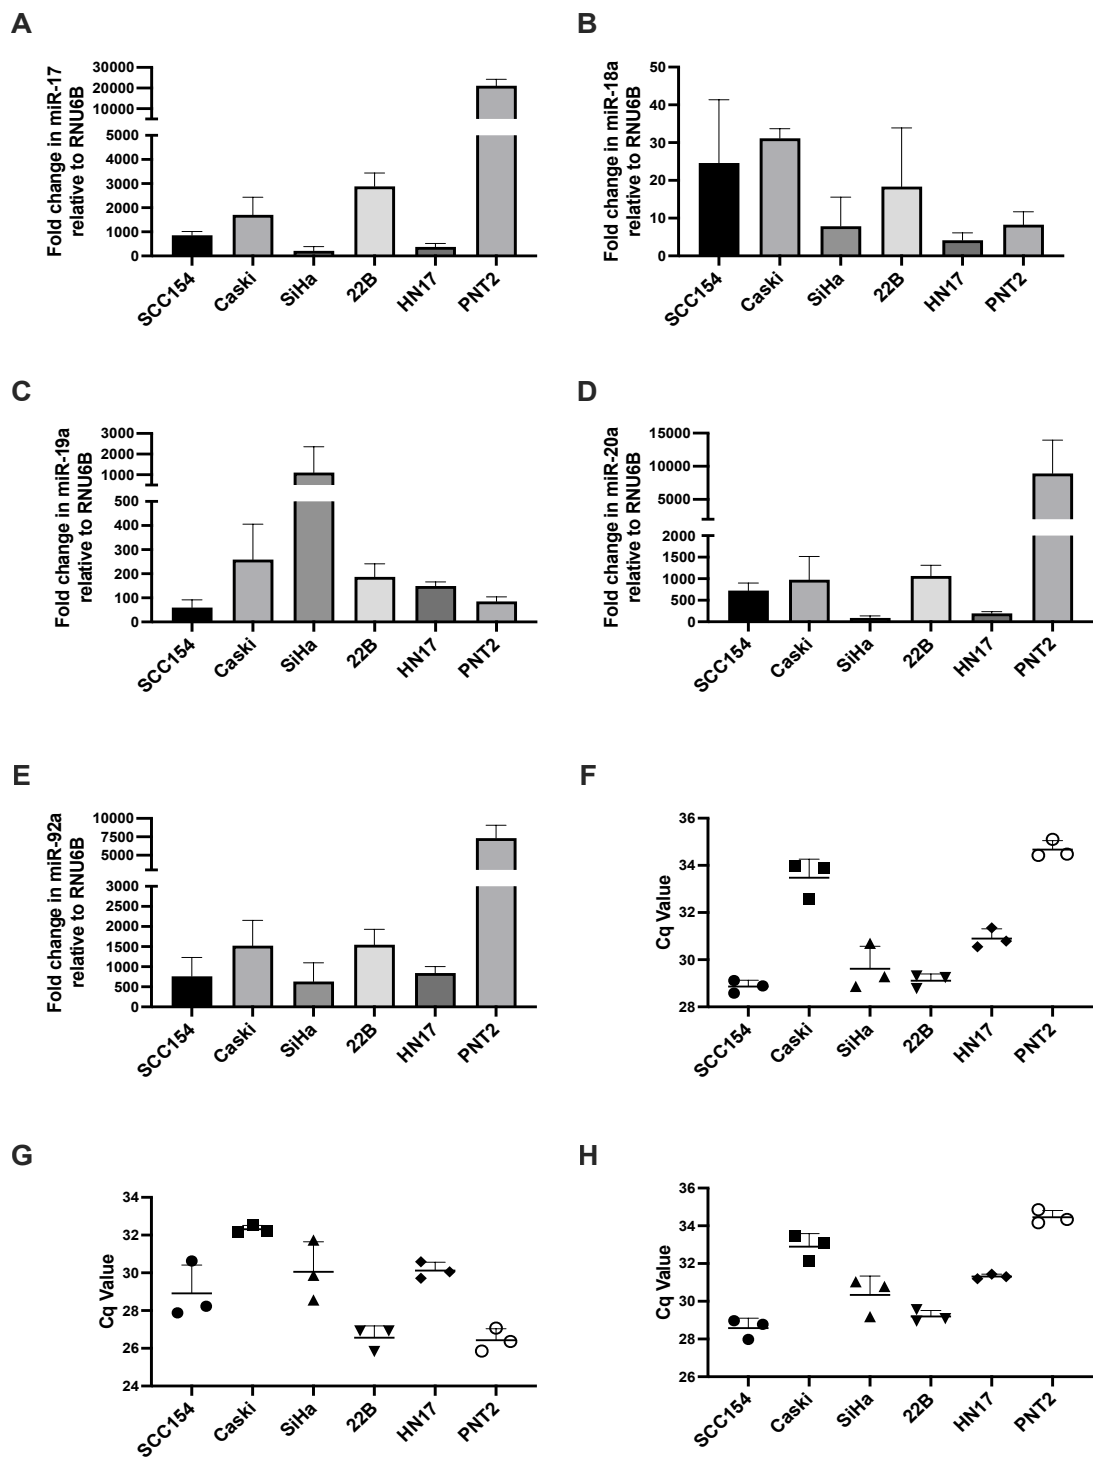 A
Fold change in miR-17
relative to RNU6B
30000
20000
10000
5000
4000
3000
2000
1000
0
SCC154
Caski
SiHa
22B
HN17
PNT2
B
Fold change in miR-18a
relative to RNU6B
50
40
30
20
10
0
SCC154
Caski
SiHa
22B
HN17
PNT2
C
Fold change in miR-19a
relative to RNU6B
3000
2000
1000
500
400
300
200
100
0
SCC154
Caski
SiHa
22B
HN17
PNT2
D
Fold change in miR-20a
relative to RNU6B
15000
10000
5000
2000
1500
1000
500
0
SCC154
Caski
SiHa
22B
HN17
PNT2
E
Fold change in miR-92a
relative to RNU6B
10000
7500
5000
3000
2500
2000
1500
1000
500
0
SCC154
Caski
SiHa
22B
HN17
PNT2
F
Cq Value
36
34
32
30
28
SCC154
Caski
SiHa
22B
HN17
PNT2
G
Cq Value
34
32
30
28
26
24
SCC154
Caski
SiHa
22B
HN17
PNT2
H
Cq Value
36
34
32
30
28
26
SCC154
Caski
SiHa
22B
HN17
PNT2